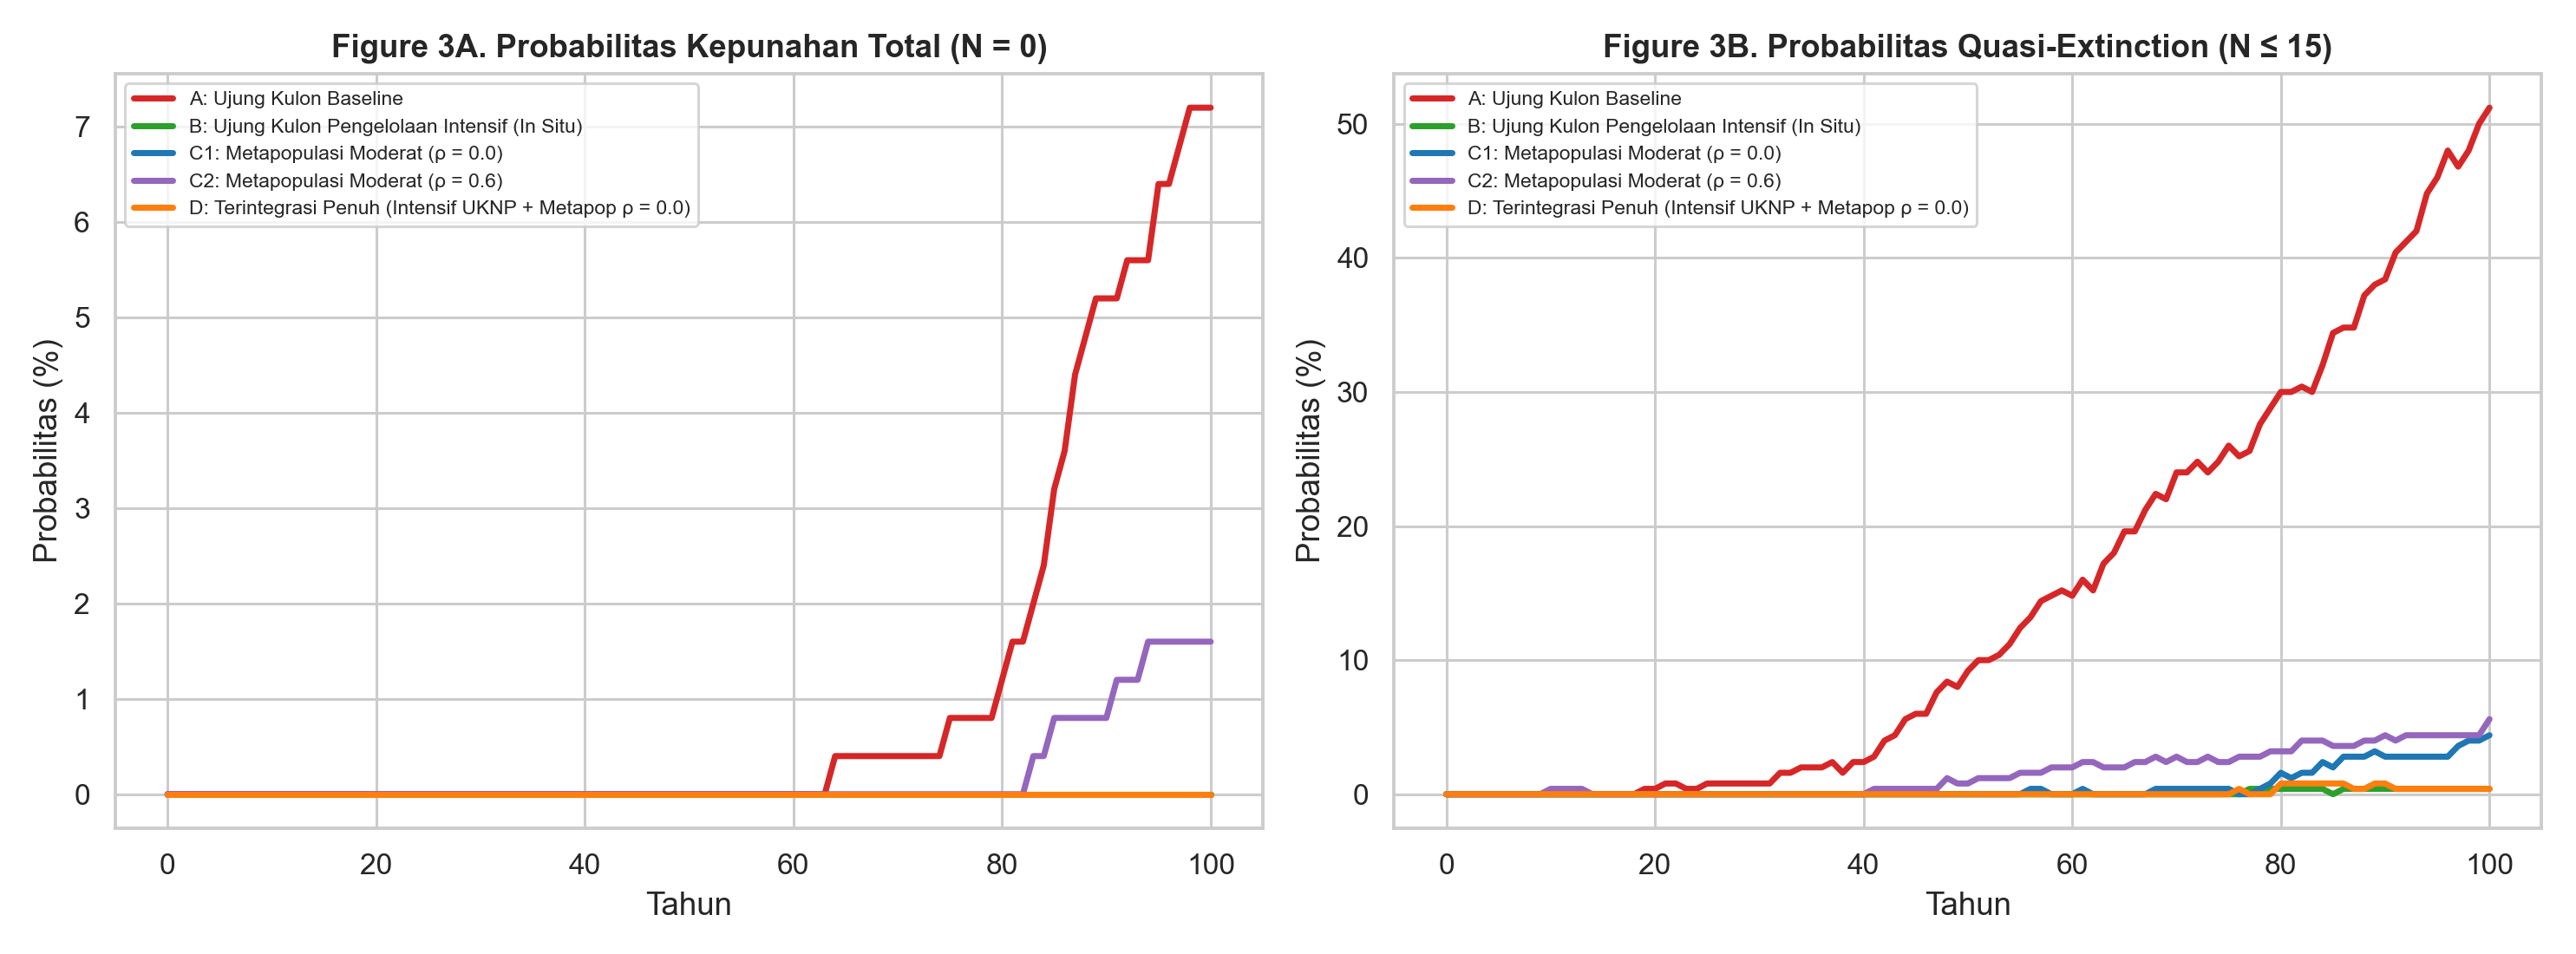 Figure 3A. Probabilitas Kepunahan Total (N = 0)
A: Ujung Kulon Baseline
B: Ujung Kulon Pengelolaan Intensif (In Situ)
C1: Metapopulasi Moderat (ρ = 0.0)
C2: Metapopulasi Moderat (ρ = 0.6)
D: Terintegrasi Penuh (Intensif UKNP + Metapop ρ = 0.0)
Probabilitas (%)
7
6
5
4
3
2
1
0
0 20 40 60 80 100
Tahun
Figure 3B. Probabilitas Quasi-Extinction (N ≤ 15)
A: Ujung Kulon Baseline
B: Ujung Kulon Pengelolaan Intensif (In Situ)
C1: Metapopulasi Moderat (ρ = 0.0)
C2: Metapopulasi Moderat (ρ = 0.6)
D: Terintegrasi Penuh (Intensif UKNP + Metapop ρ = 0.0)
Probabilitas (%)
50
40
30
20
10
0
0 20 40 60 80 100
Tahun